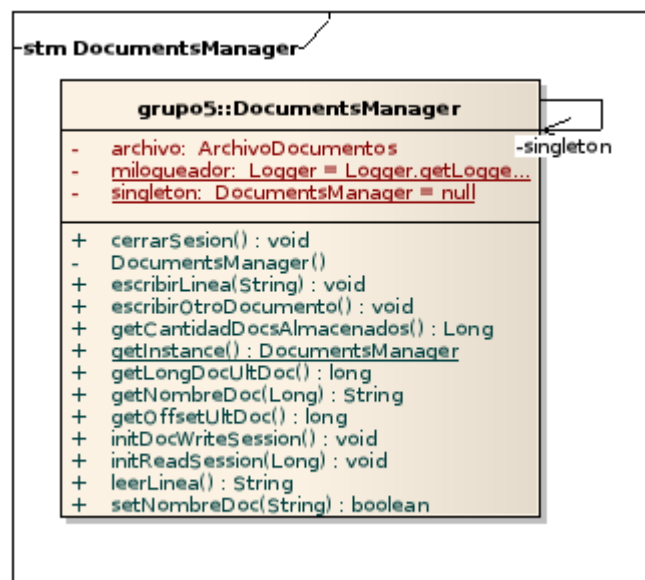 stm DocumentsManager
grupo5::DocumentsManager
- archivo: ArchivoDocumentos
-singleton
- milogueador: Logger = Logger.getLogge...
- singleton: DocumentsManager = null
+ cerrarSesion() : void
- DocumentsManager()
+ escribirLinea(String) : void
+ escribirOtroDocumento() : void
+ getCantidadDocsAlmacenados() : Long
+ getInstance() : DocumentsManager
+ getLongDocUltDoc() : long
+ getNombreDoc(Long) : String
+ getOffsetUltDoc() : long
+ initDocWriteSession() : void
+ initReadSession(Long) : void
+ leerLinea() : String
+ setNombreDoc(String) : boolean